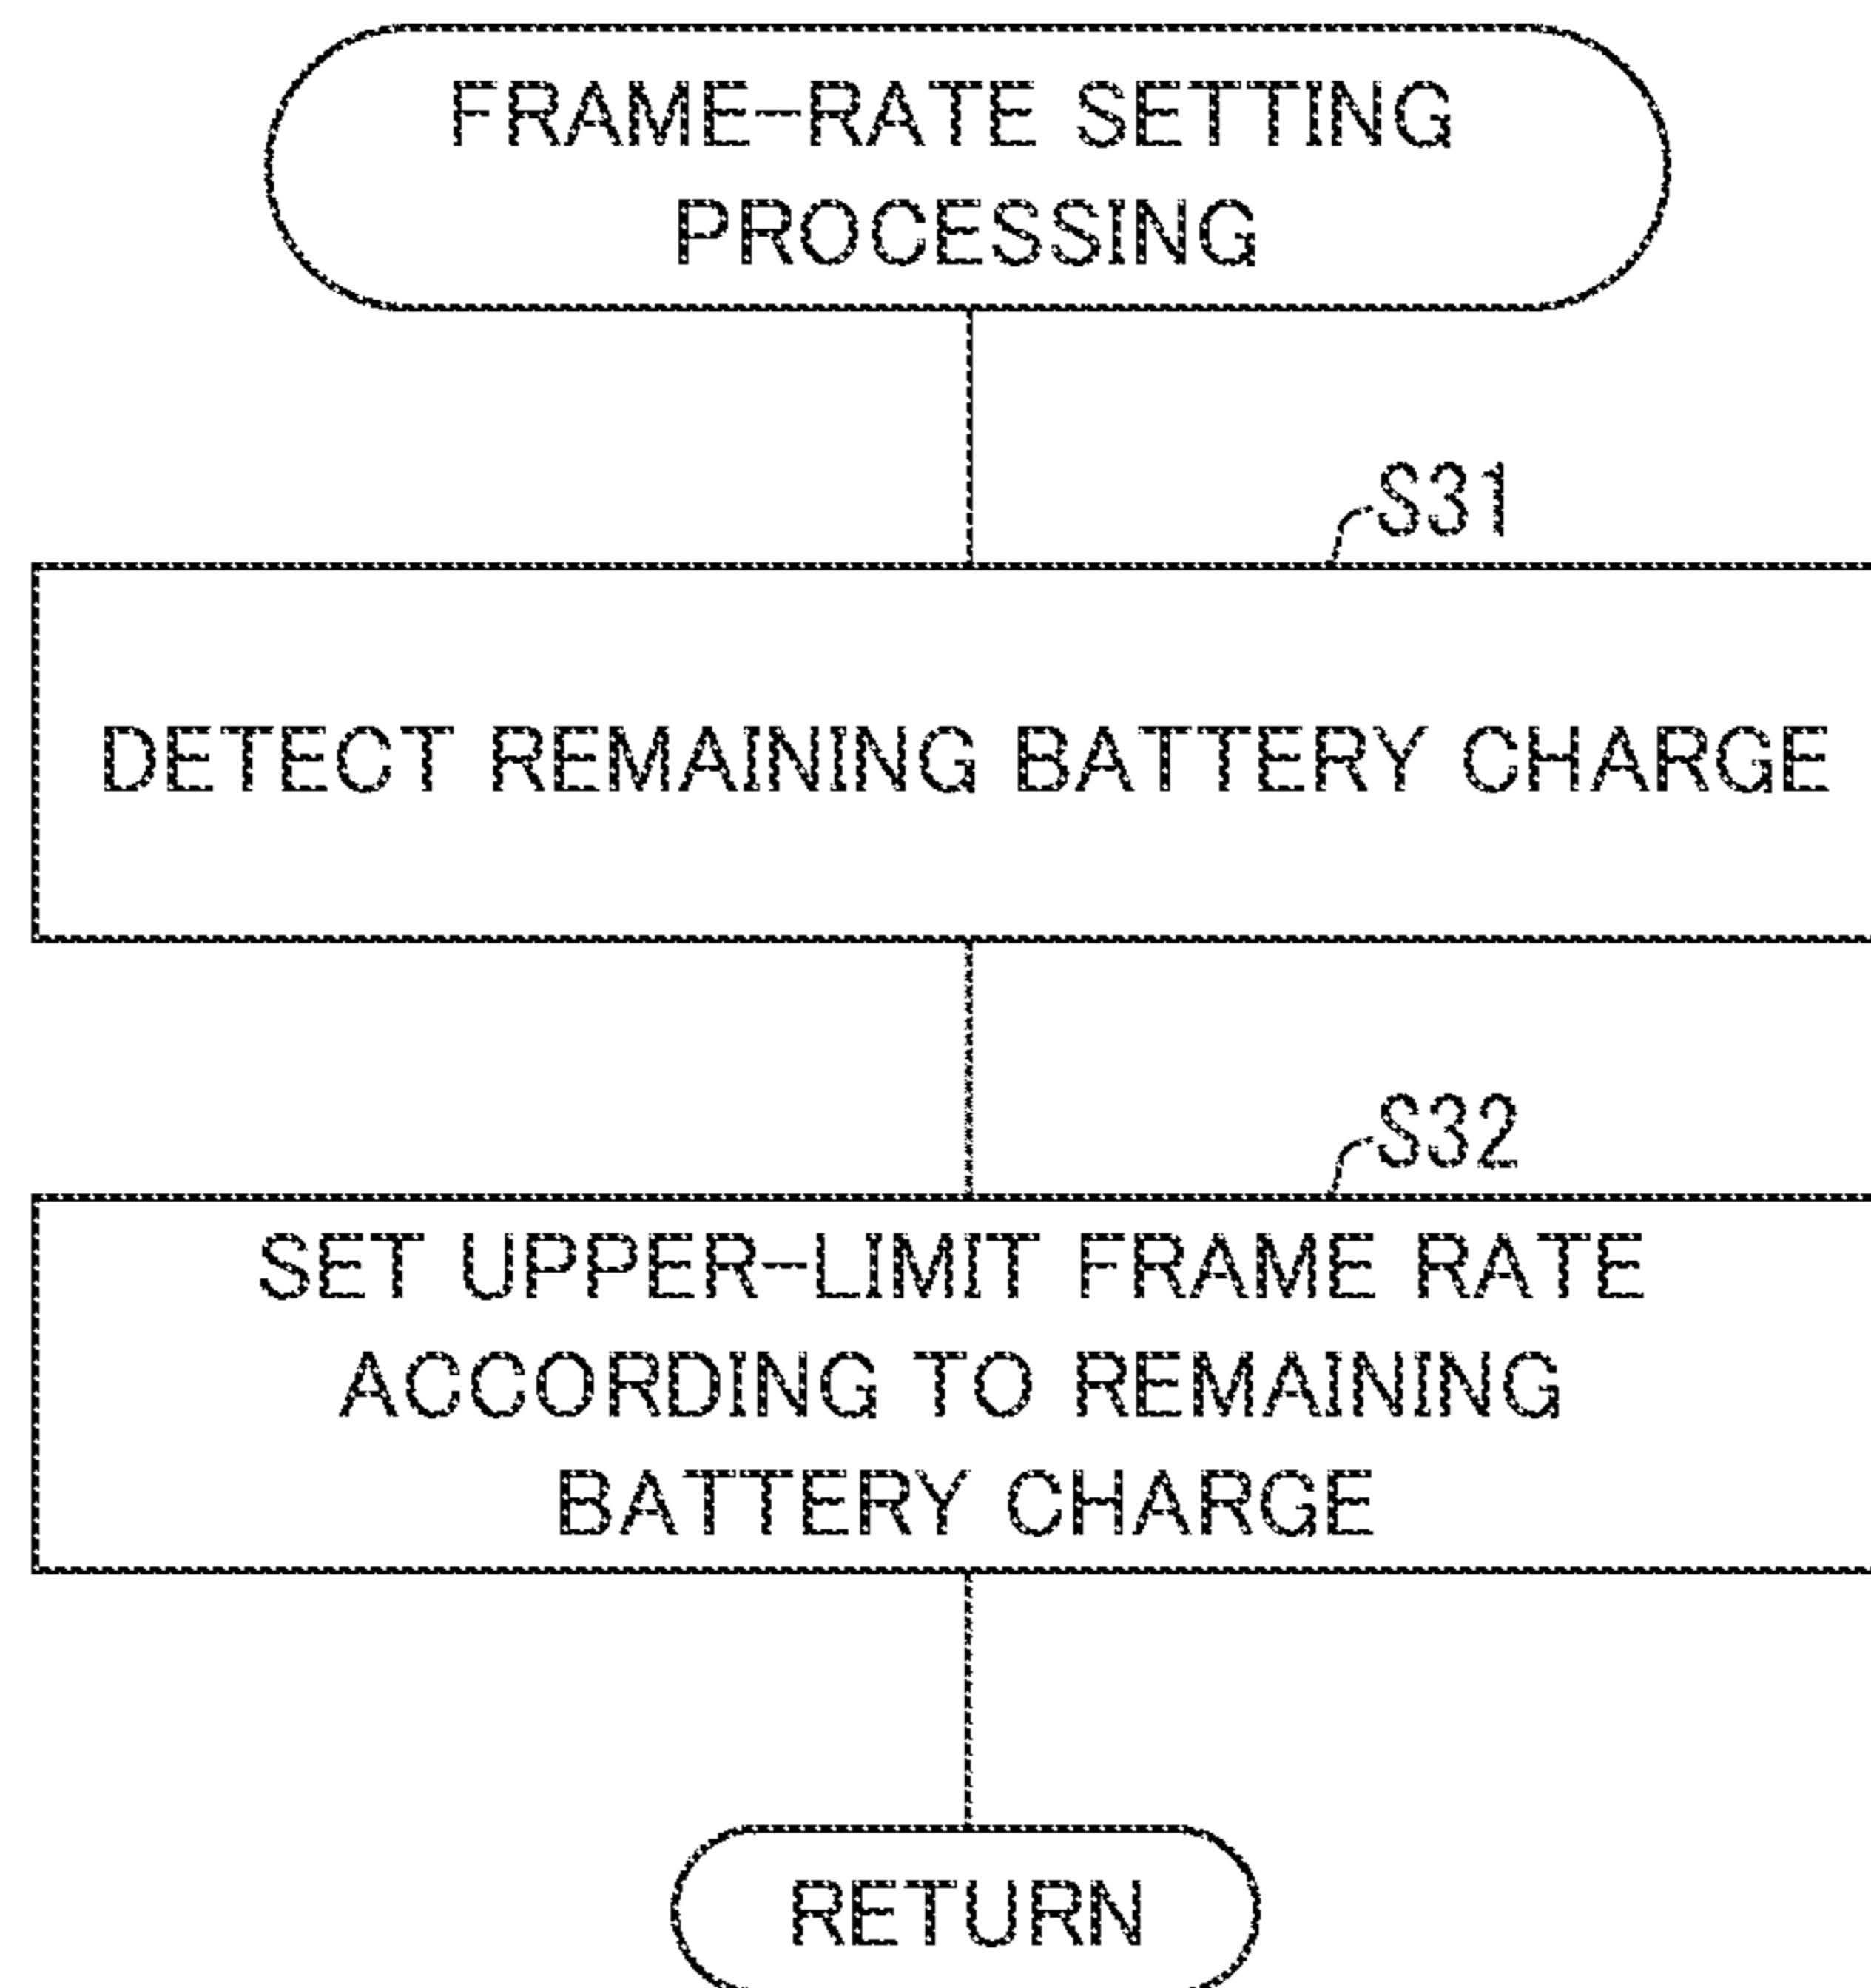 FRAME-RATE SETTING
PROCESSING
S31
DETECT REMAINING BATTERY CHARGE
S32
SET UPPER-LIMIT FRAME RATE
ACCORDING TO REMAINING
BATTERY CHARGE
RETURN